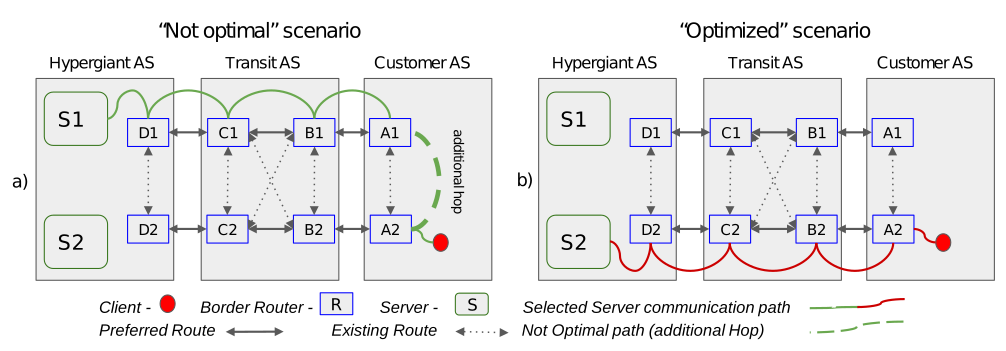 “Not optimal” scenario
“Optimized” scenario
Hypergiant AS
Transit AS
Customer AS
Hypergiant AS
Transit AS
Customer AS
S1
D1
C1
B1
A1
additional hop
S1
D1
C1
B1
A1
a)
b)
S2
D2
C2
B2
A2
S2
D2
C2
B2
A2
Client -
Border Router - R
Server - S
Selected Server communication path
Preferred Route
Existing Route
Not Optimal path (additional Hop)